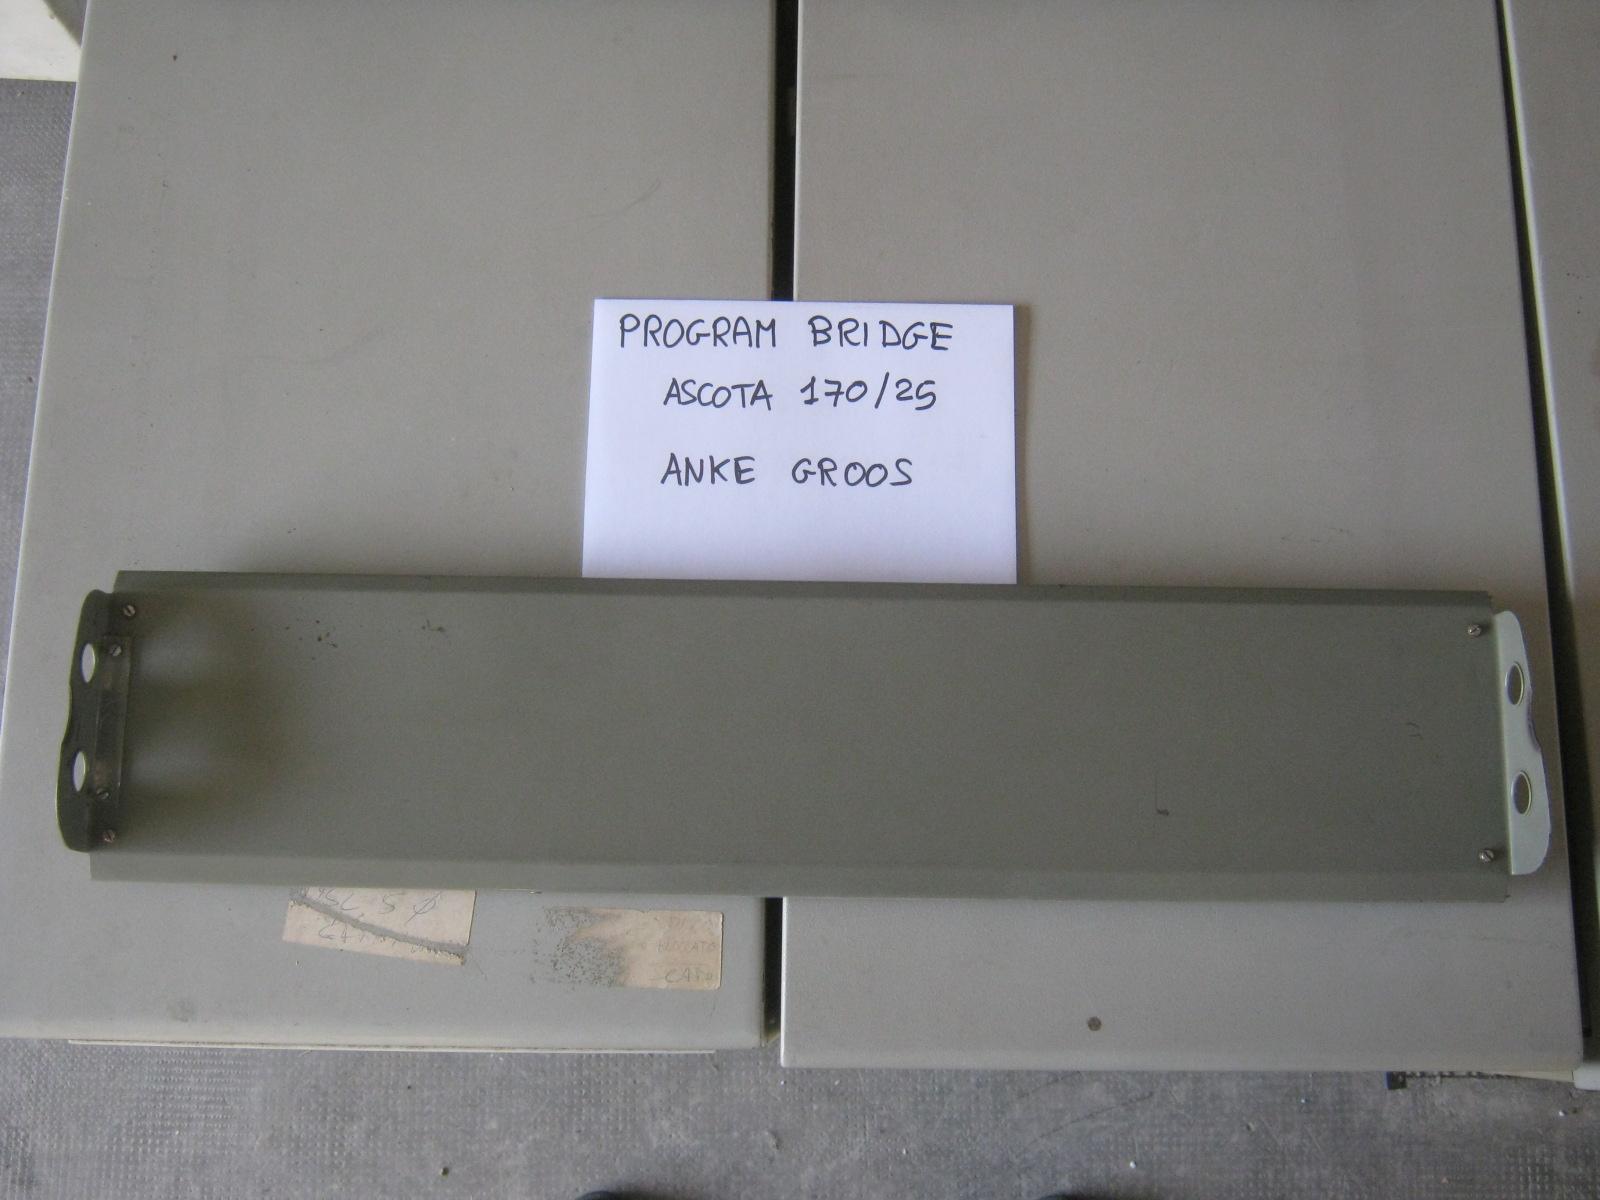 PROGRAM BRIDGE
ASCOTA 170/25
ANKE GROOS